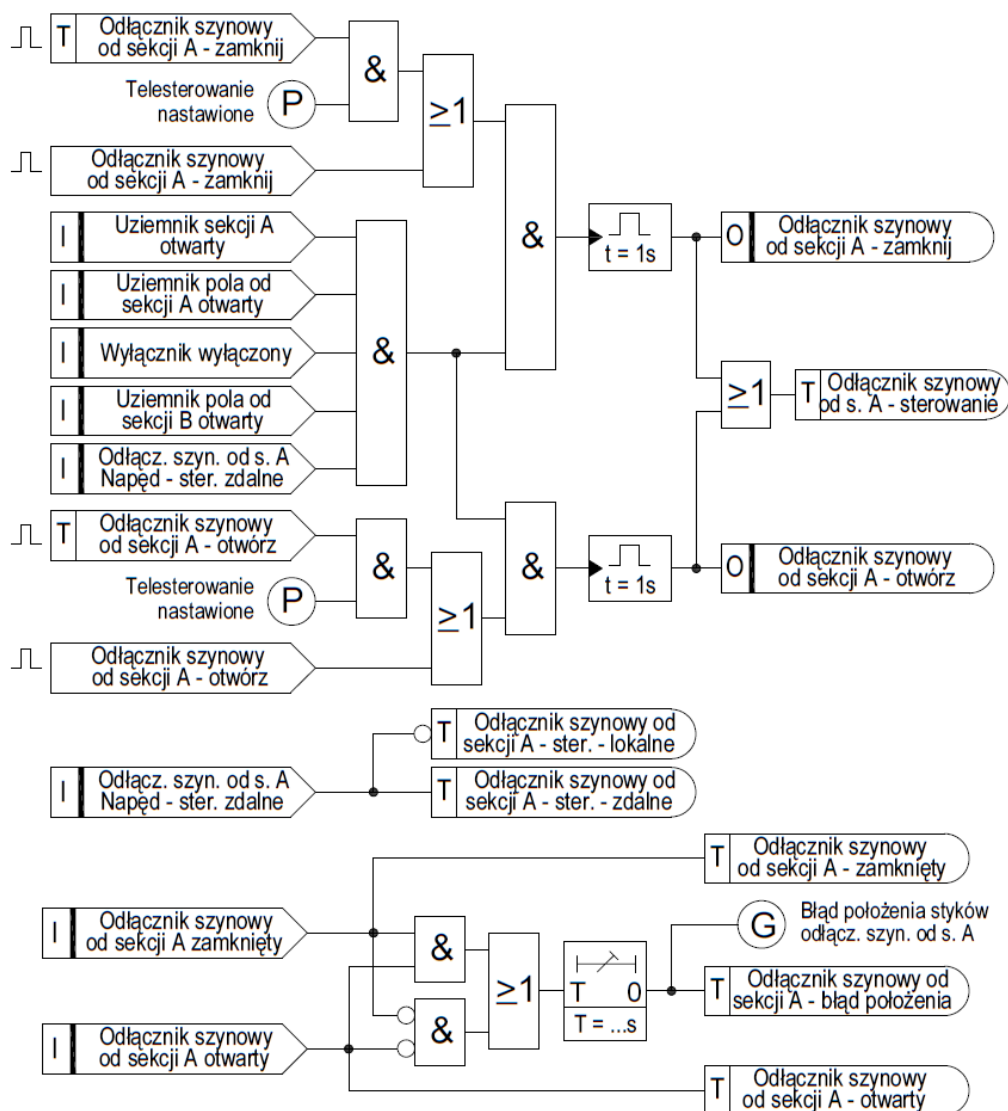 T
Odłącznik szynowy
od sekcji A - zamknij
&
Telesterowanie
nastawione
P
≥1
Odłącznik szynowy
od sekcji A - zamknij
I
Uziemnik sekcji A
otwarty
I
Uziemnik pola od
sekcji A otwarty
I
Wyłącznik wyłączony
I
Uziemnik pola od
sekcji B otwarty
I
Odłącz. szyn. od s. A
Napęd - ster. zdalne
&
&
t = 1s
O
Odłącznik szynowy
od sekcji A - zamknij
≥1
T
Odłącznik szynowy
od s. A - sterowanie
T
Odłącznik szynowy
od sekcji A - otwórz
&
Telesterowanie
nastawione
P
≥1
Odłącznik szynowy
od sekcji A - otwórz
&
t = 1s
O
Odłącznik szynowy
od sekcji A - otwórz
I
Odłącz. szyn. od s. A
Napęd - ster. zdalne
T
Odłącznik szynowy od
sekcji A - ster. - lokalne
T
Odłącznik szynowy od
sekcji A - ster. - zdalne
T
Odłącznik szynowy
od sekcji A - zamknięty
I
Odłącznik szynowy
od sekcji A zamknięty
&
&
≥1
T 0
T = ...s
G
Błąd położenia styków
odłącz. szyn. od s. A
T
Odłącznik szynowy od
sekcji A - błąd położenia
I
Odłącznik szynowy
od sekcji A otwarty
T
Odłącznik szynowy
od sekcji A - otwarty